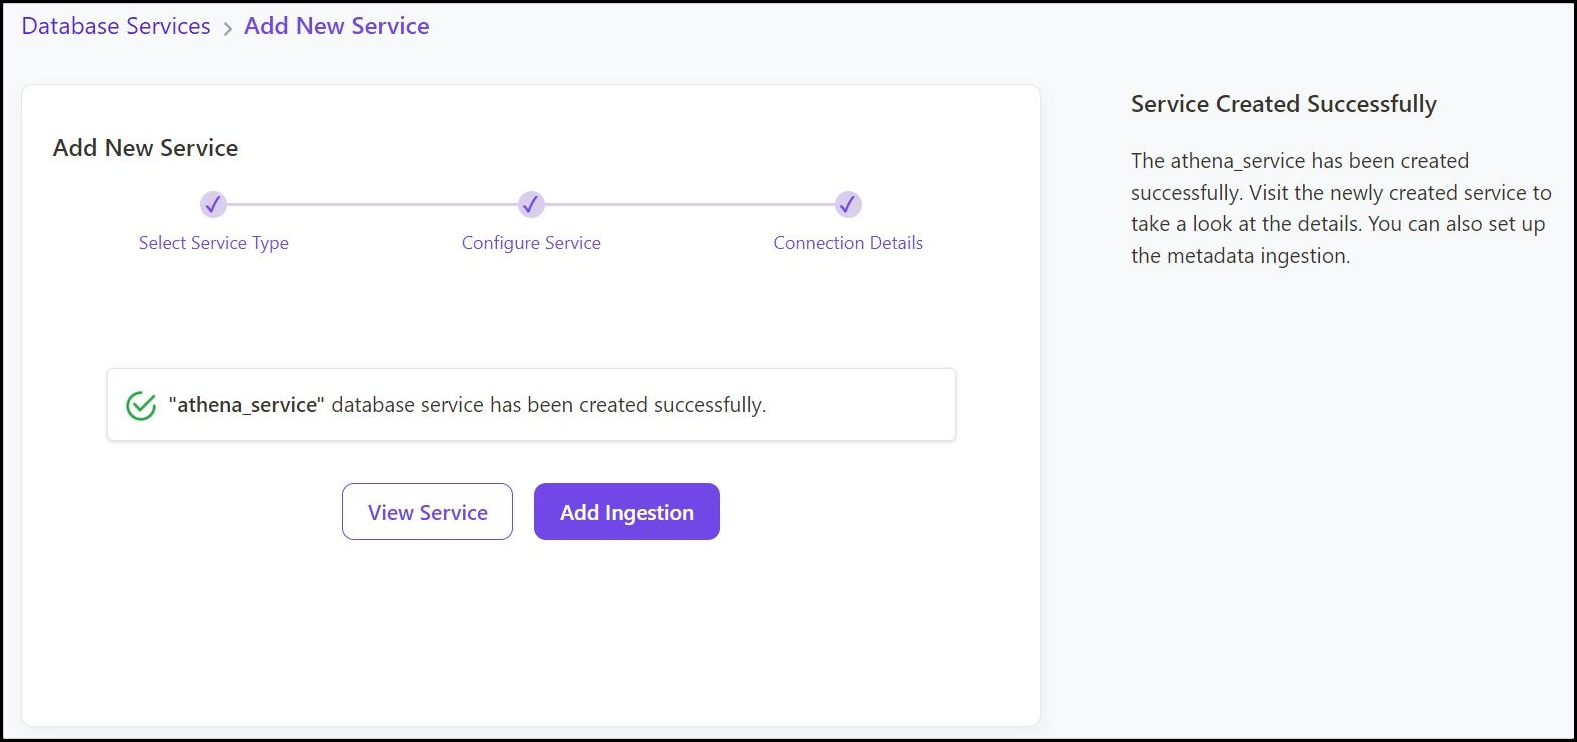 Database Services > Add New Service
Add New Service
Select Service Type
Configure Service
Connection Details
"athena_service" database service has been created successfully.
View Service
Add Ingestion
Service Created Successfully
The athena_service has been created
successfully. Visit the newly created service to
take a look at the details. You can also set up
the metadata ingestion.